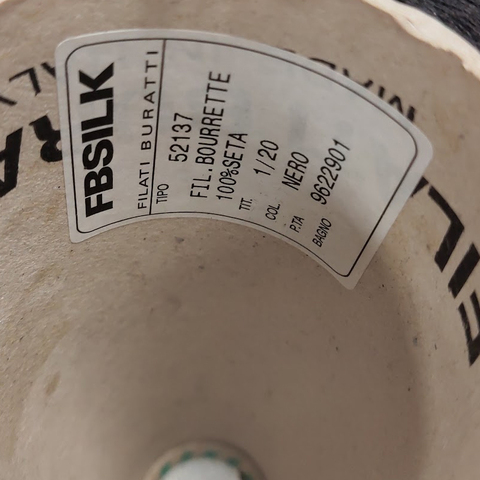 FBSILK
FILATI BURATTI
TIPO 52137
FIL.BOURRETTE
100%SETA
TIT. 1/20
COL NERO
P.TA
BAGNO 9622901